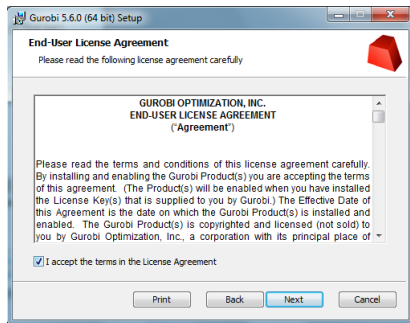 Gurobi 5.6.0 (64 bit) Setup
End-User License Agreement
Please read the following license agreement carefully
GUROBI OPTIMIZATION, INC.
END-USER LICENSE AGREEMENT
("Agreement")
Please read the terms and conditions of this license agreement carefully.
By installing and enabling the Gurobi Product(s) you are accepting the terms
of this agreement. (The Product(s) will be enabled when you have installed
the License Key(s) that is supplied to you by Gurobi.) The Effective Date of
this Agreement is the date on which the Gurobi Product(s) is installed and
enabled. The Gurobi Product(s) is copyrighted and licensed (not sold) to
you by Gurobi Optimization, Inc., a corporation with its principal place of
I accept the terms in the License Agreement
Print Back Next Cancel